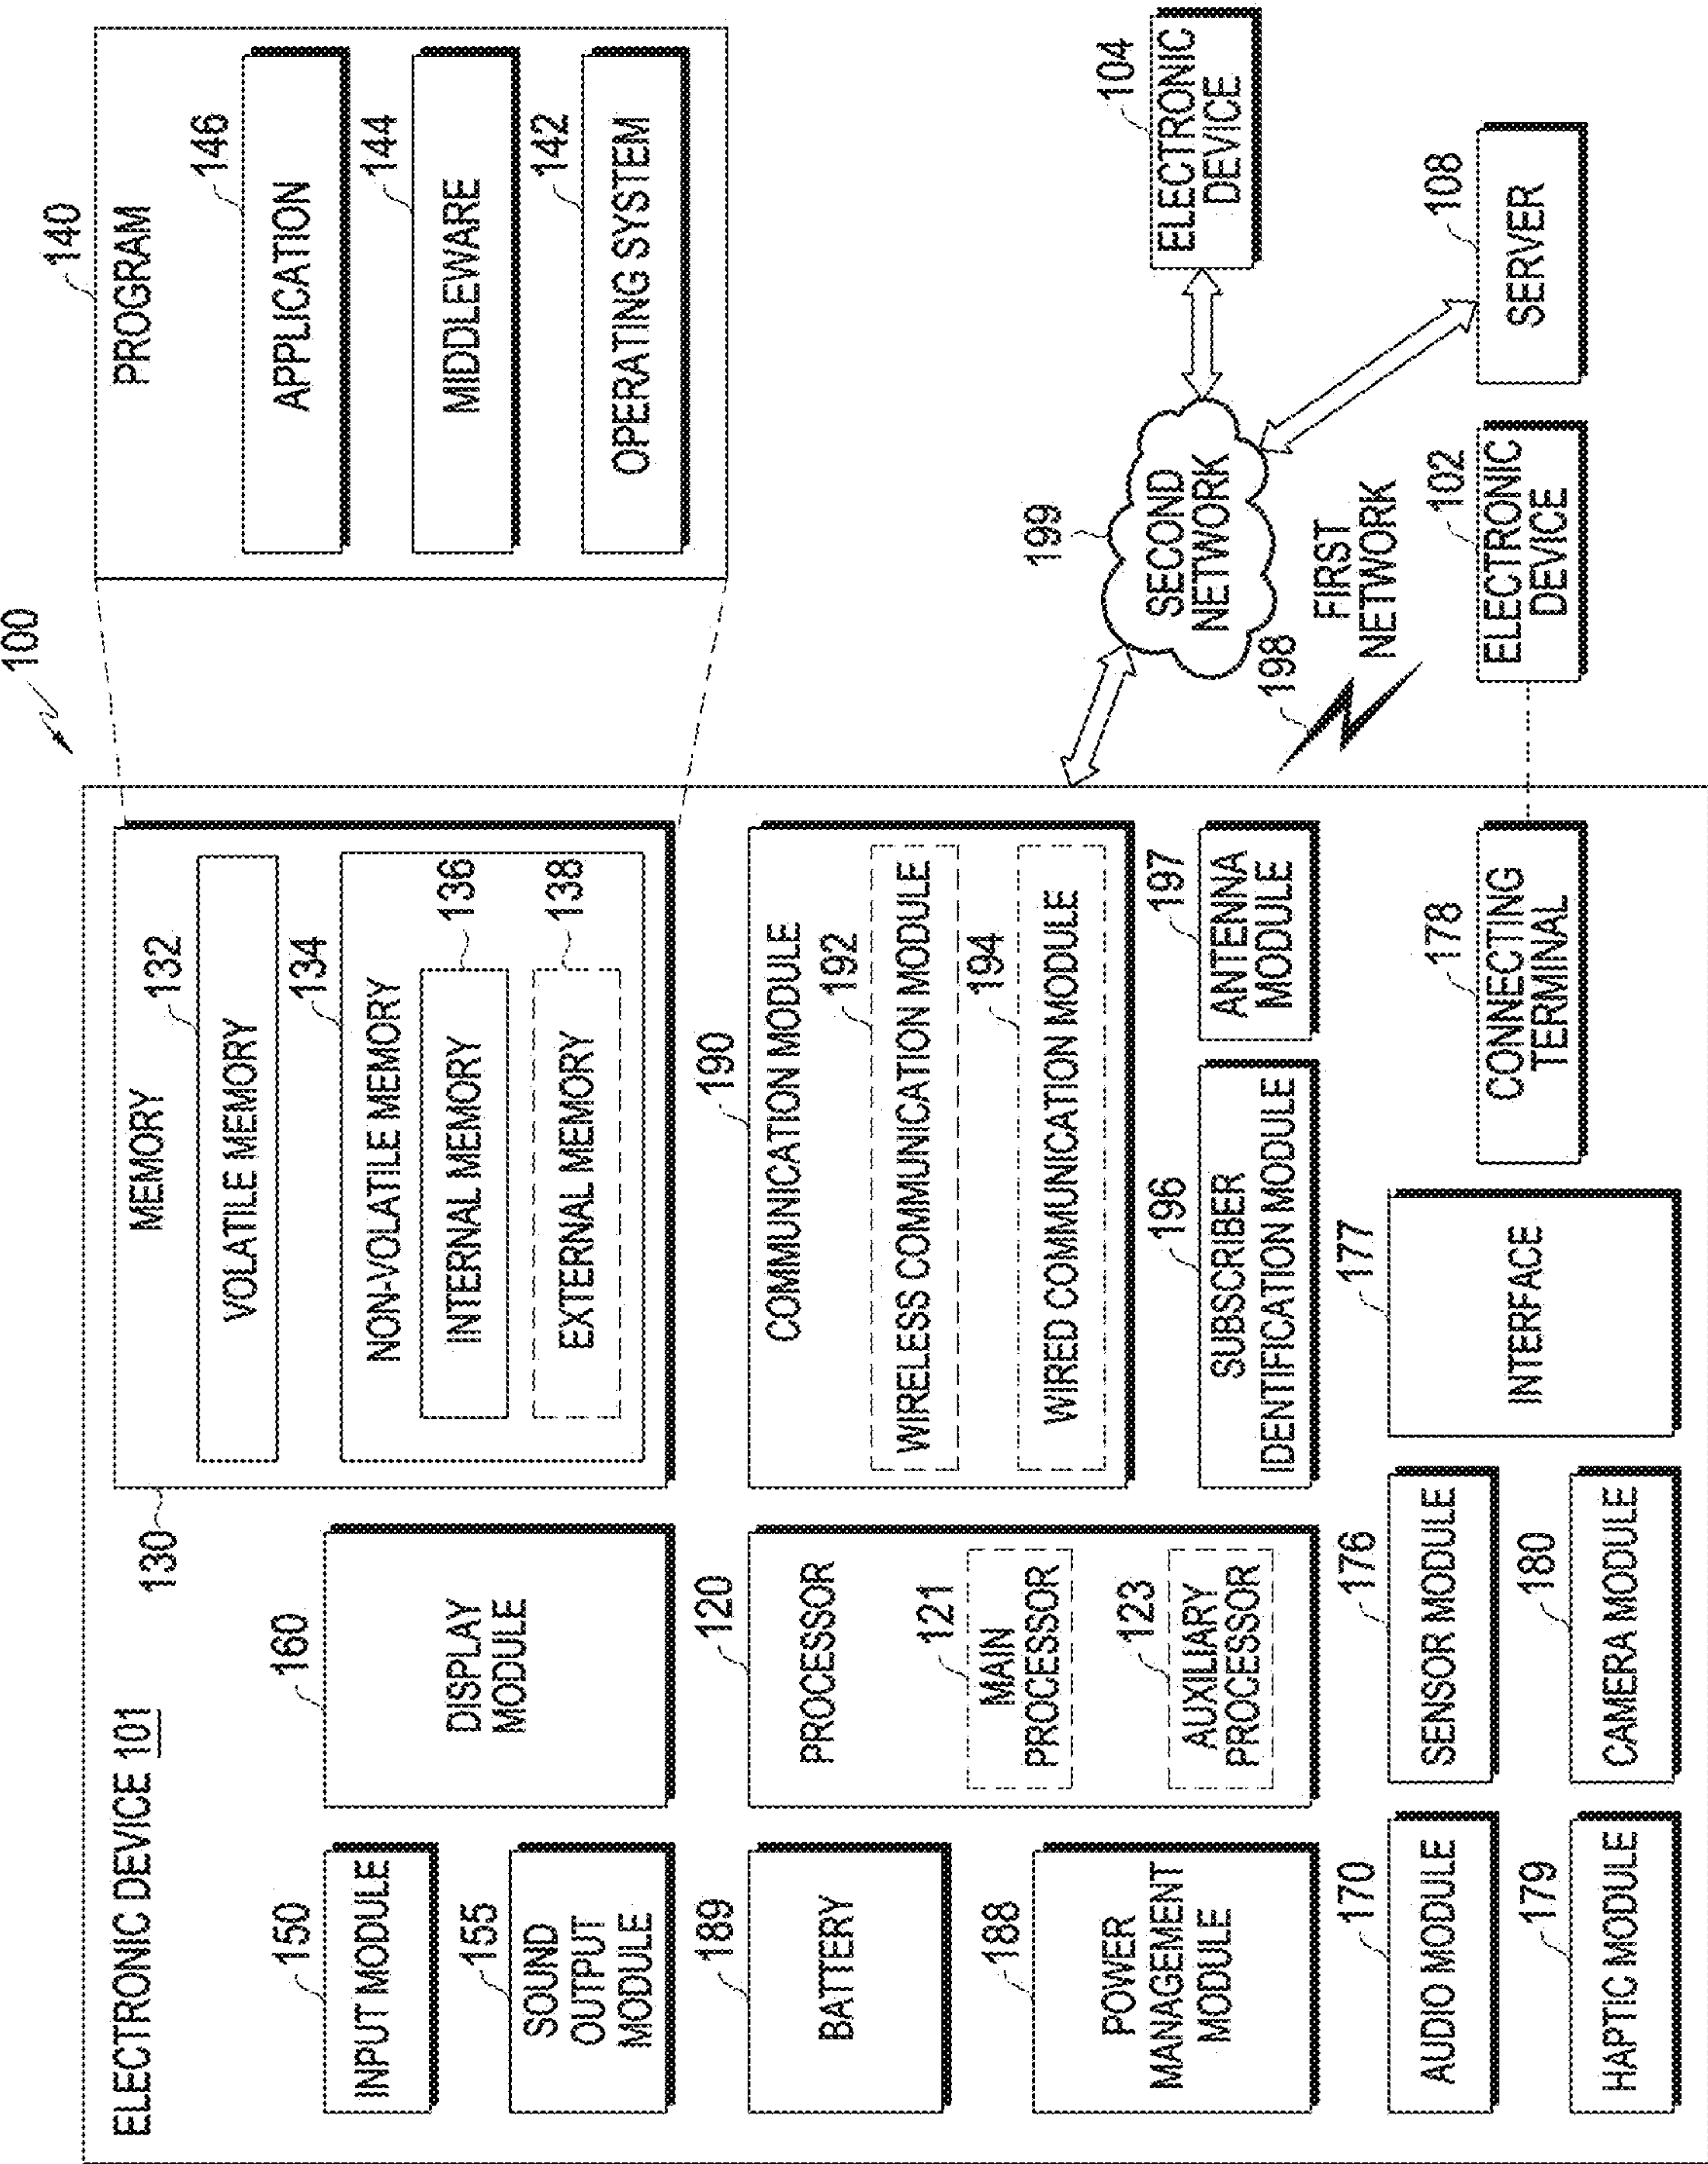 100
ELECTRONIC DEVICE 101
130
MEMORY
132
VOLATILE MEMORY
134
NON-VOLATILE MEMORY
136
INTERNAL MEMORY
138
EXTERNAL MEMORY
140
PROGRAM
146
APPLICATION
144
MIDDLEWARE
142
OPERATING SYSTEM
150
INPUT MODULE
155
SOUND
OUTPUT
MODULE
160
DISPLAY
MODULE
189
BATTERY
188
POWER
MANAGEMENT
MODULE
120
PROCESSOR
121
MAIN
PROCESSOR
123
AUXILIARY
PROCESSOR
190
COMMUNICATION MODULE
192
WIRELESS COMMUNICATION MODULE
194
WIRED COMMUNICATION MODULE
196
SUBSCRIBER
IDENTIFICATION MODULE
197
ANTENNA
MODULE
170
AUDIO MODULE
176
SENSOR MODULE
179
HAPTIC MODULE
180
CAMERA MODULE
177
INTERFACE
178
CONNECTING
TERMINAL
199
SECOND
NETWORK
198
FIRST
NETWORK
104
ELECTRONIC
DEVICE
102
ELECTRONIC
DEVICE
108
SERVER